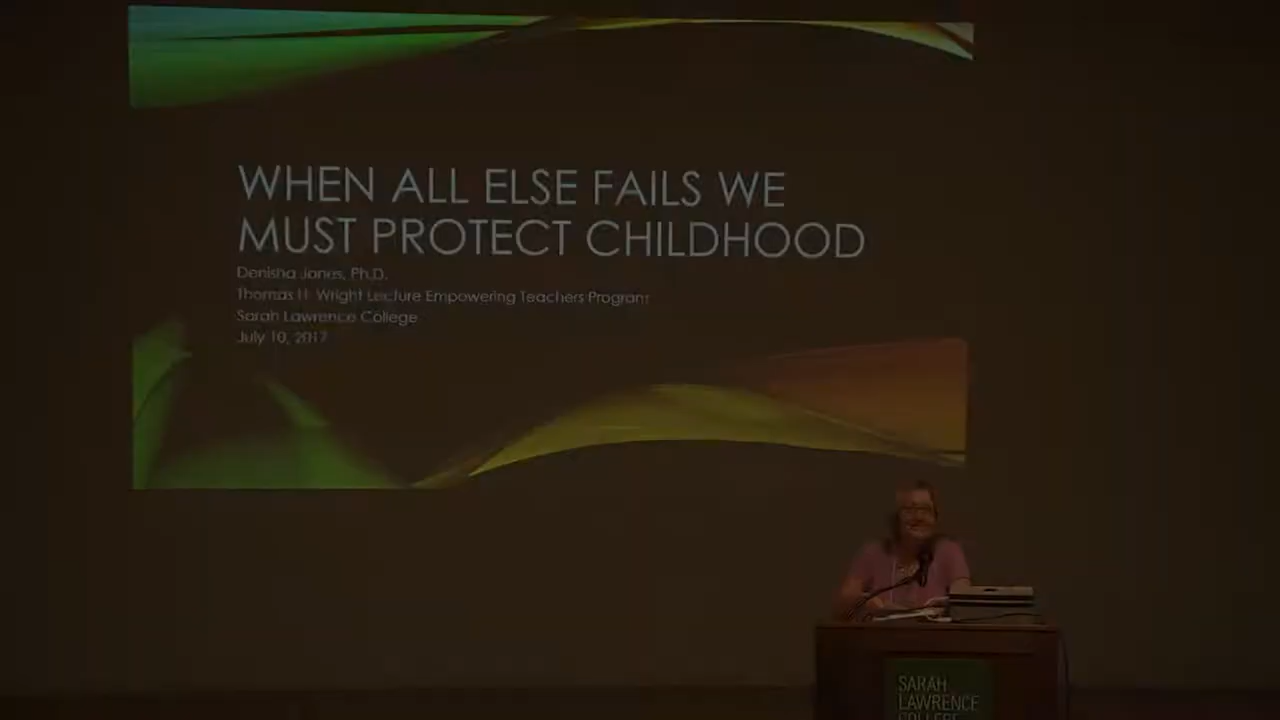 WHEN ALL ELSE FAILS WE
MUST PROTECT CHILDHOOD
Denisha Jones, Ph.D.
Thomas H. Wright Lecture Empowering Teachers Program
Sarah Lawrence College
July 10, 2017
SARAH
LAWRENCE
COLLEGE